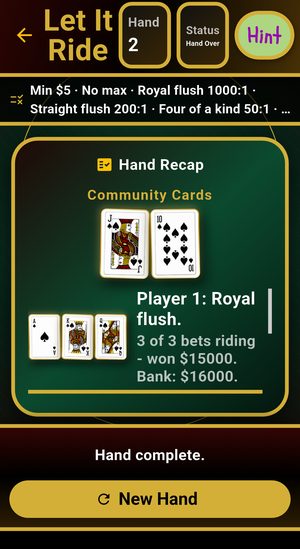 Let It
Ride
Hand
2
Status
Hand Over
Hint
Min $5 · No max · Royal flush 1000:1 ·
Straight flush 200:1 · Four of a kind 50:1 · ...
Hand Recap
Community Cards
J
10
10
A
K
Q
Player 1: Royal
flush.
3 of 3 bets riding
- won $15000.
Bank: $16000.
Hand complete.
New Hand